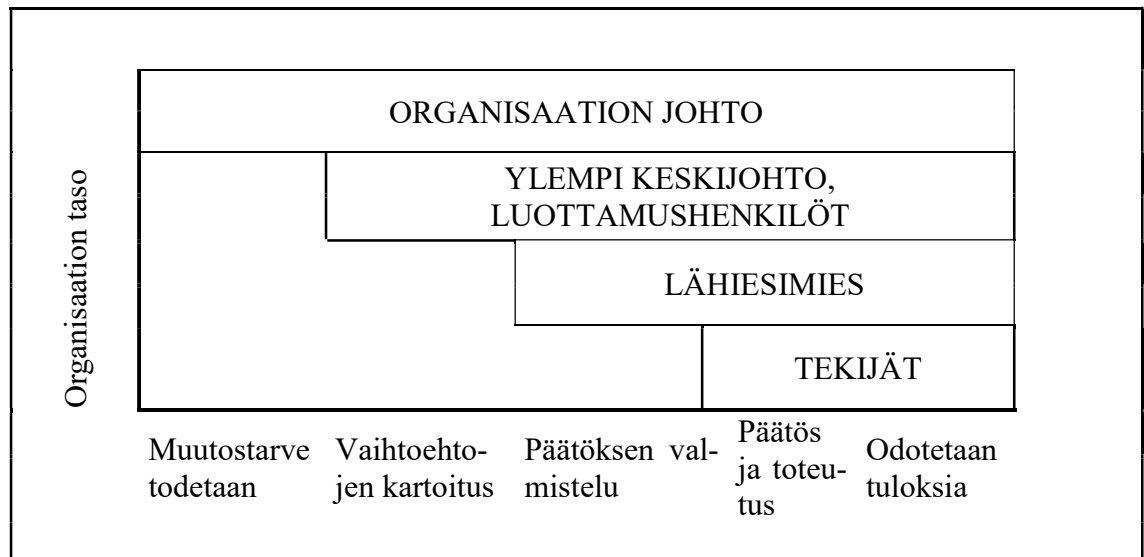 ORGANISAATION JOHTO
YLEMPI KESKIJOHTO,
LUOTTAMUSHENKILÖT
LÄHIESIMIES
TEKIJÄT
Organisaation taso
Muutostarve
todetaan
Vaihtoehto-
jen kartoitus
Päätöksen val-
mistelu
Päätös
ja toteu-
tus
Odotetaan
tuloksia